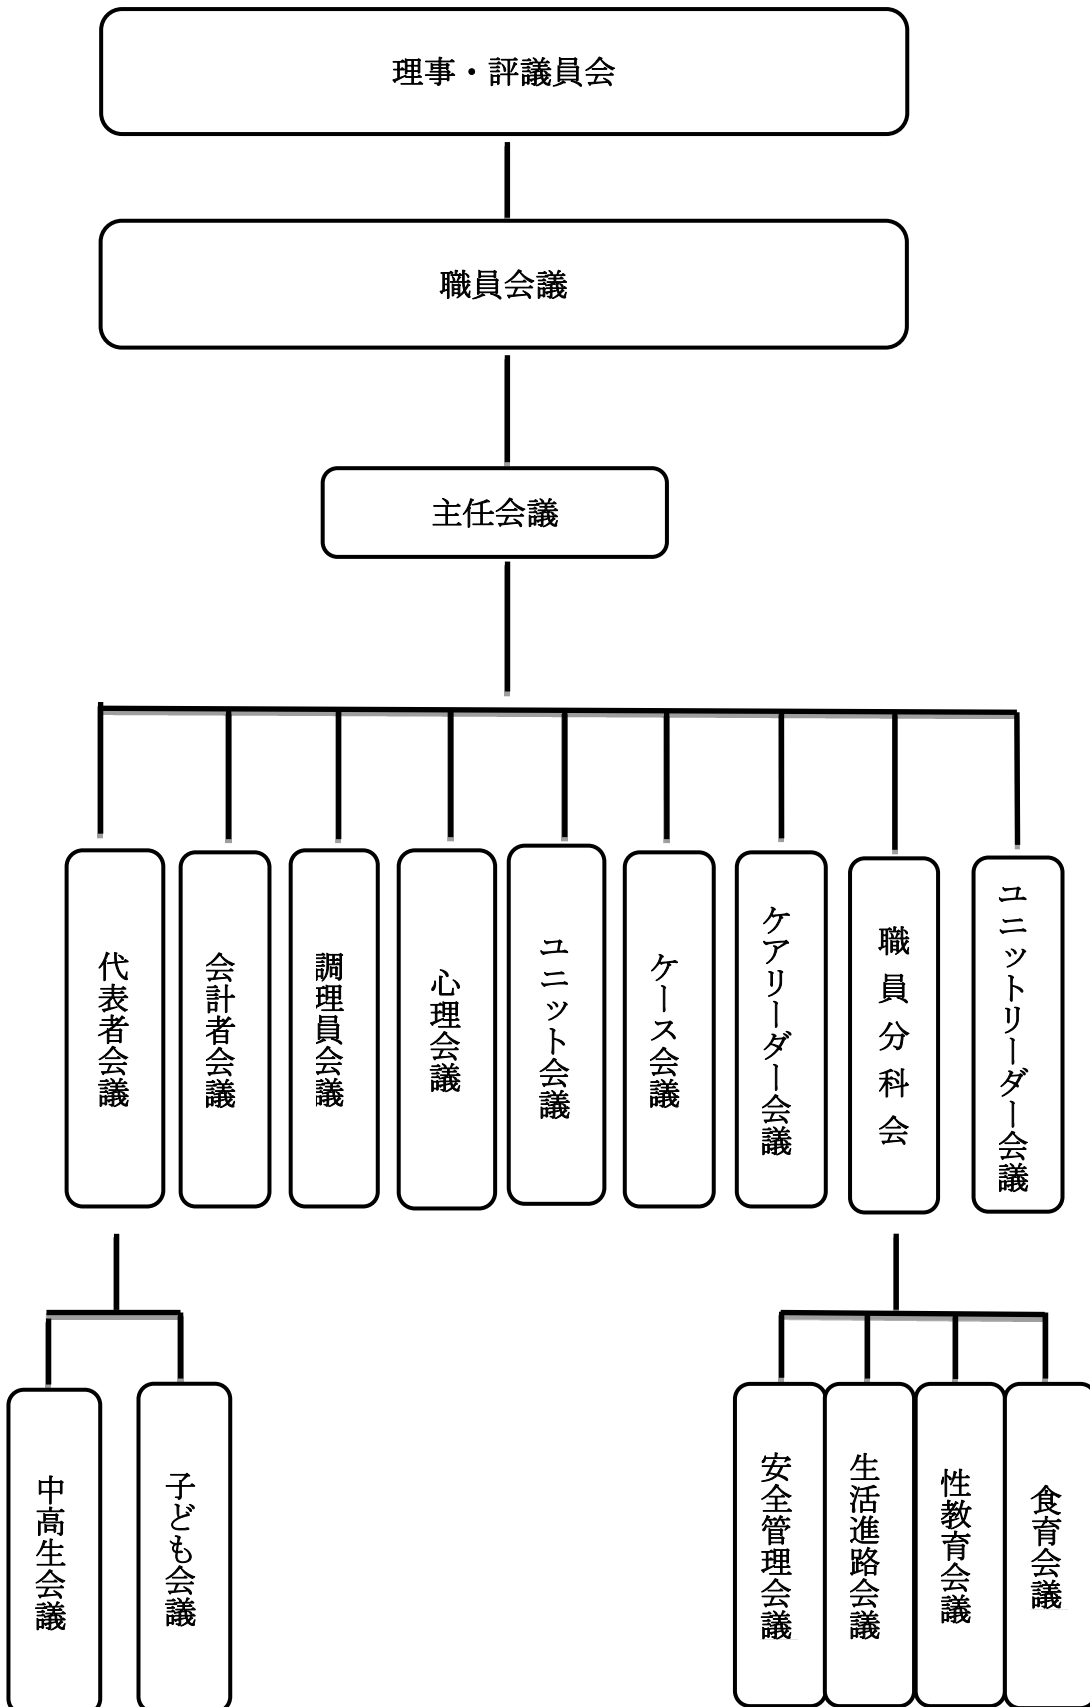 理事・評議員会
職員会議
主任会議
代表者会議
会計者会議
調理員会議
心理会議
ユニット会議
ケース会議
ケアリーダー会議
職員分科会
ユニットリーダー会議
中高生会議
子ども会議
安全管理会議
生活進路会議
性教育会議
食育会議